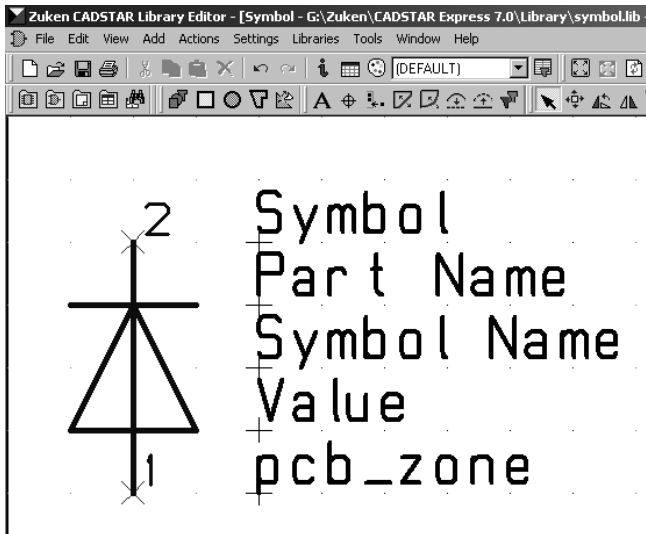 Zuken CADSTAR Library Editor - [Symbol - G:\Zuken\CADSTAR Express 7.0\Library\symbol.lib -
File Edit View Add Actions Settings Libraries Tools Window Help
(DEFAULT)
2
Symbol
Part Name
Symbol Name
Value
1
pcb_zone